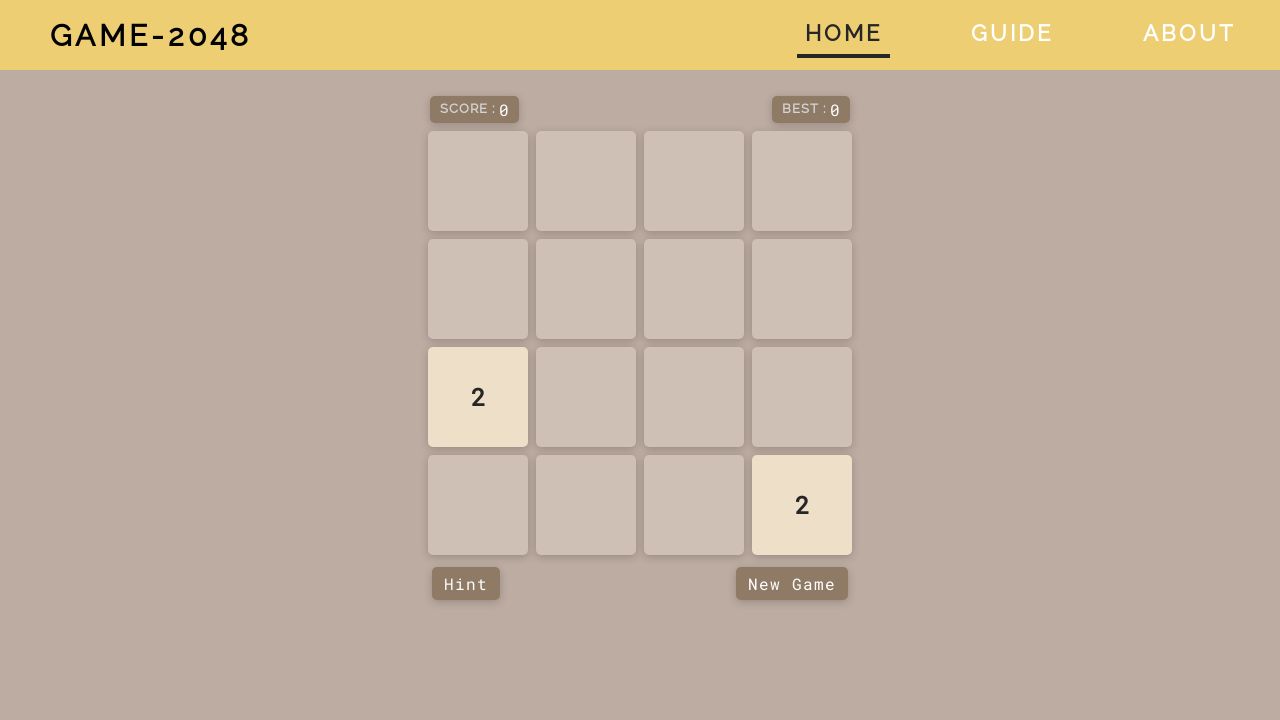 GAME-2048 HOME GUIDE ABOUT
SCORE : 0 BEST : 0
2
2
Hint New Game